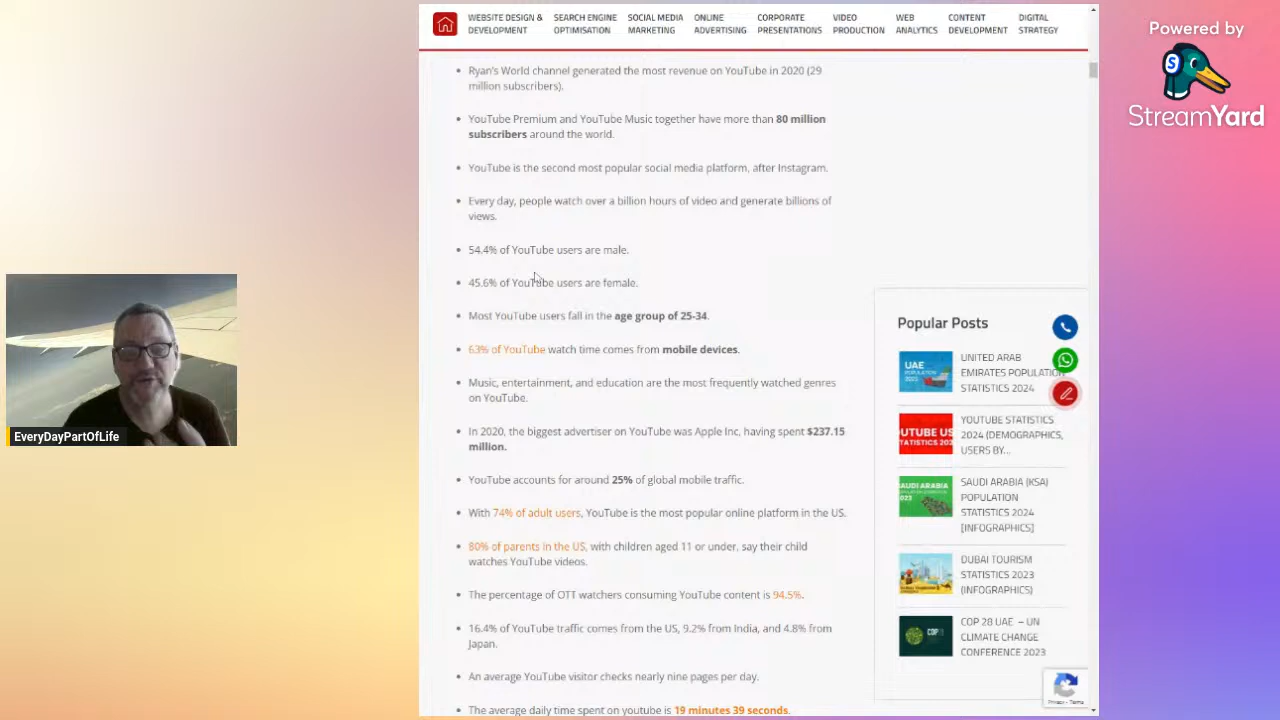 WEBSITE DESIGN &
DEVELOPMENT
SEARCH ENGINE
OPTIMISATION
SOCIAL MEDIA
MARKETING
ONLINE
ADVERTISING
CORPORATE
PRESENTATIONS
VIDEO
PRODUCTION
WEB
ANALYTICS
CONTENT
DEVELOPMENT
DIGITAL
STRATEGY
Powered by
StreamYard
Ryan's World channel generated the most revenue on YouTube in 2020 (29
million subscribers).
YouTube Premium and YouTube Music together have more than 80 million
subscribers around the world.
YouTube is the second most popular social media platform, after Instagram.
Every day, people watch over a billion hours of video and generate billions of
views.
54.4% of YouTube users are male.
45.6% of YouTube users are female.
Most YouTube users fall in the age group of 25-34.
63% of YouTube watch time comes from mobile devices.
Music, entertainment, and education are the most frequently watched genres
on YouTube.
In 2020, the biggest advertiser on YouTube was Apple Inc, having spent $237.15
million.
YouTube accounts for around 25% of global mobile traffic.
With 74% of adult users, YouTube is the most popular online platform in the US.
80% of parents in the US, with children aged 11 or under, say their child
watches YouTube videos.
The percentage of OTT watchers consuming YouTube content is 94.5%.
16.4% of YouTube traffic comes from the US, 9.2% from India, and 4.8% from
Japan.
An average YouTube visitor checks nearly nine pages per day.
The average daily time spent on youtube is 19 minutes 39 seconds.
Popular Posts
UAE
POPULATION
2023
UNITED ARAB
EMIRATES POPULATION
STATISTICS 2024
YOUTUBE STATISTICS
2024 (DEMOGRAPHICS,
USERS BY...
SAUDI ARABIA (KSA)
POPULATION
STATISTICS 2024
[INFOGRAPHICS]
DUBAI TOURISM
STATISTICS 2023
(INFOGRAPHICS)
COP
COP 28 UAE – UN
CLIMATE CHANGE
CONFERENCE 2023
Privacy - Terms
EveryDayPartOfLife